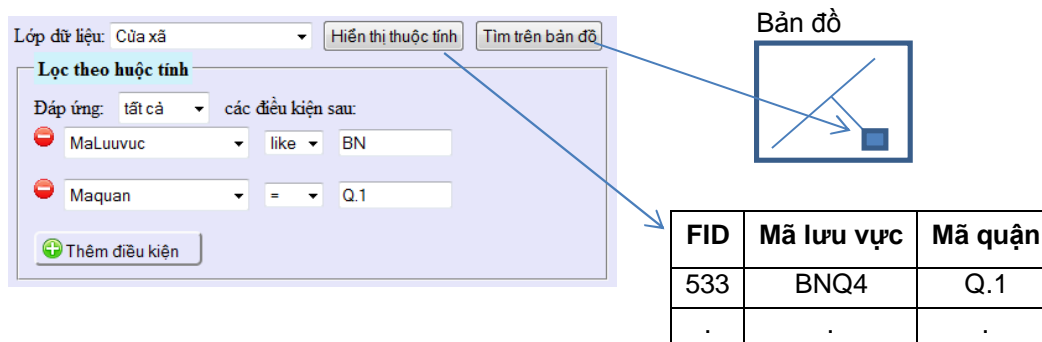 Lớp dữ liệu: Cửa xã Hiển thị thuộc tính Tìm trên bản đồ
Lọc theo huộc tính
Đáp ứng: tất cả các điều kiện sau:
MaLuuvuc like BN
Maquan = Q.1
Thêm điều kiện
Bản đồ
FID Mã lưu vực Mã quận
533 BNQ4 Q.1
. . .